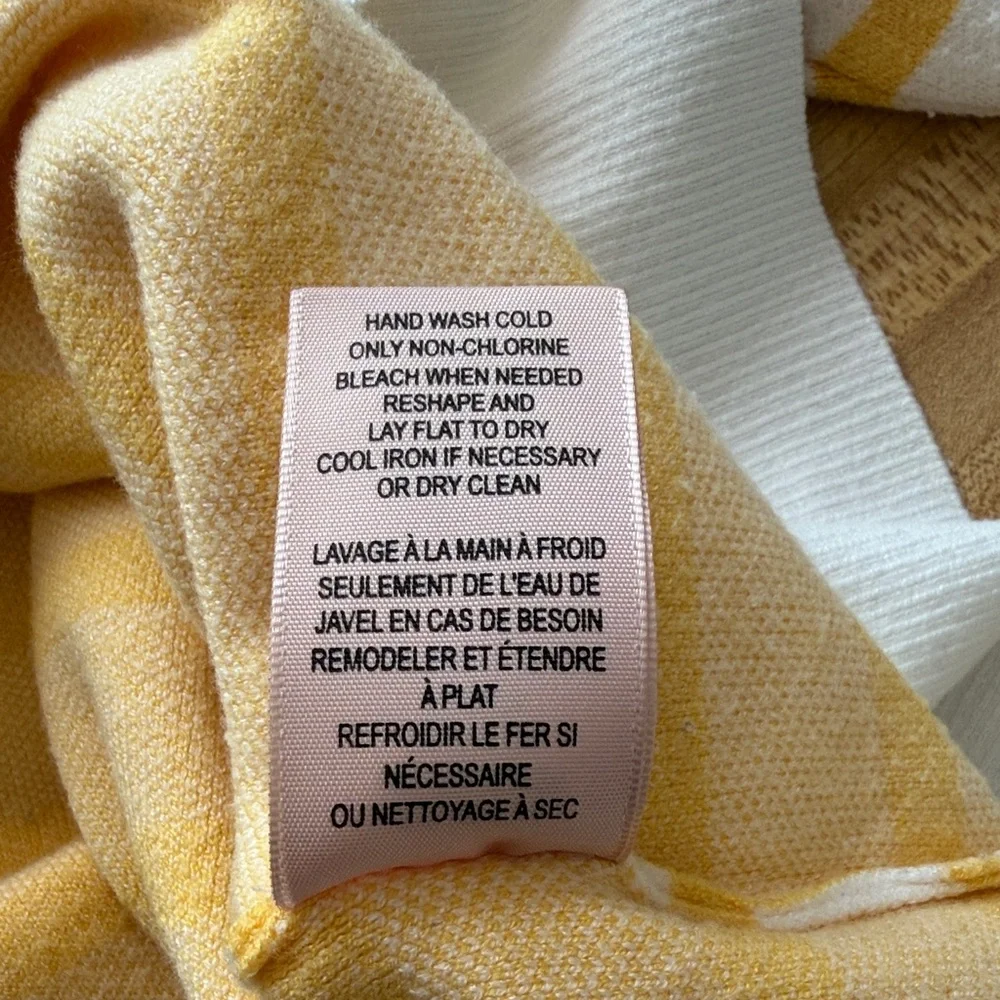 HAND WASH COLD
ONLY NON-CHLORINE
BLEACH WHEN NEEDED
RESHAPE AND
LAY FLAT TO DRY
COOL IRON IF NECESSARY
OR DRY CLEAN
LAVAGE À LA MAIN À FROID
SEULEMENT DE L'EAU DE
JAVEL EN CAS DE BESOIN
REMODELER ET ÉTENDRE
À PLAT
REFROIDIR LE FER SI
NÉCESSAIRE
OU NETTOYAGE À SEC